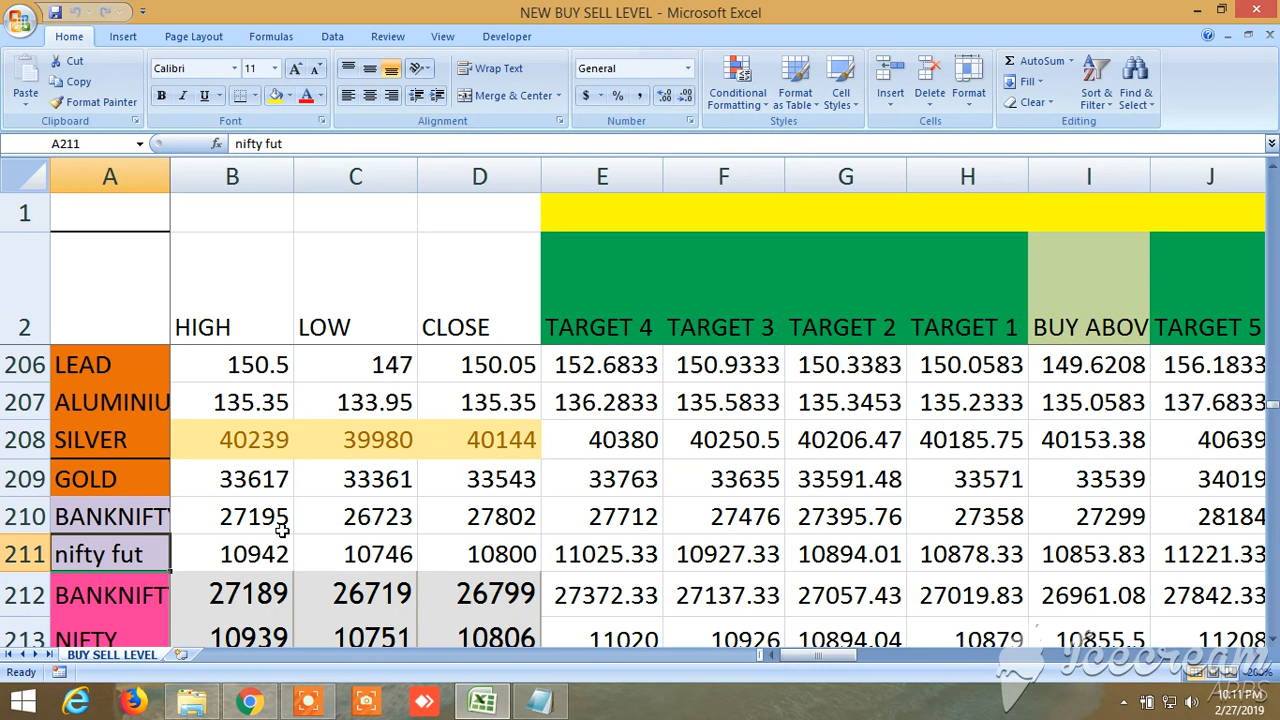 NEW BUY SELL LEVEL - Microsoft Excel
Home Insert Page Layout Formulas Data Review View Developer
Paste Cut Copy Format Painter Clipboard
Calibri 11 A A B I U A Font
Wrap Text Merge & Center Alignment
General $ % , Number
Conditional Formatting Format as Table Cell Styles Styles
Insert Delete Format Cells
Σ AutoSum Fill Clear Sort & Filter Find & Select Editing
A211 fx nifty fut
A B C D E F G H I J
1
2 HIGH LOW CLOSE TARGET 4 TARGET 3 TARGET 2 TARGET 1 BUY ABOV TARGET 5
206 LEAD 150.5 147 150.05 152.6833 150.9333 150.3383 150.0583 149.6208 156.1833
207 ALUMINIU 135.35 133.95 135.35 136.2833 135.5833 135.3453 135.2333 135.0583 137.6833
208 SILVER 40239 39980 40144 40380 40250.5 40206.47 40185.75 40153.38 40639
209 GOLD 33617 33361 33543 33763 33635 33591.48 33571 33539 34019
210 BANKNIFTY 27195 26723 27802 27712 27476 27395.76 27358 27299 28184
211 nifty fut 10942 10746 10800 11025.33 10927.33 10894.01 10878.33 10853.83 11221.33
212 BANKNIFT 27189 26719 26799 27372.33 27137.33 27057.43 27019.83 26961.08 27842.33
213 NIFTY 10939 10751 10806 11020 10926 10894.04 10879 10855.5 11208
BUY SELL LEVEL
Ready 200%
Icecream
APPS
10:11 PM
2/27/2019